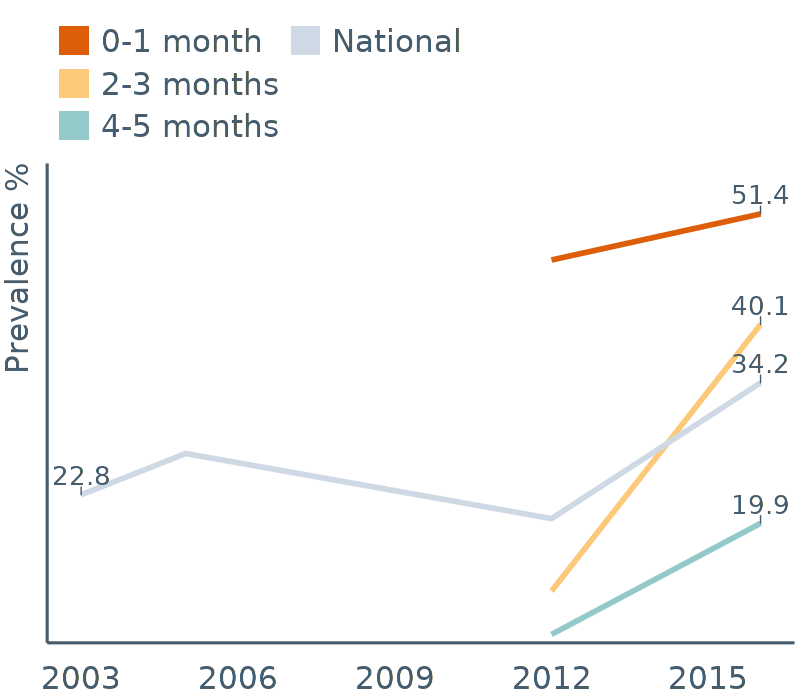 0-1 month
National
2-3 months
4-5 months
Prevalence %
51.4
40.1
34.2
22.8
19.9
2003 2006 2009 2012 2015